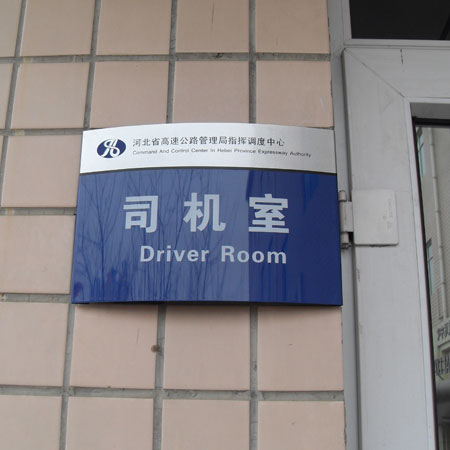 河北省高速公路管理局指挥调度中心
Command And Control Center In Hebei Province Expressway Authority
司机室
Driver Room